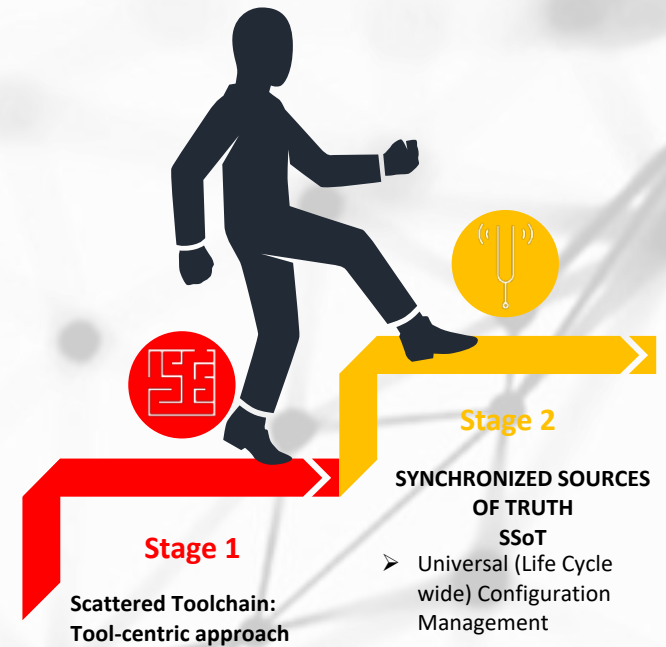 Stage 1
Scattered Toolchain:
Tool-centric approach
Stage 2
SYNCHRONIZED SOURCES
OF TRUTH
SSoT
➢ Universal (Life Cycle
wide) Configuration
Management